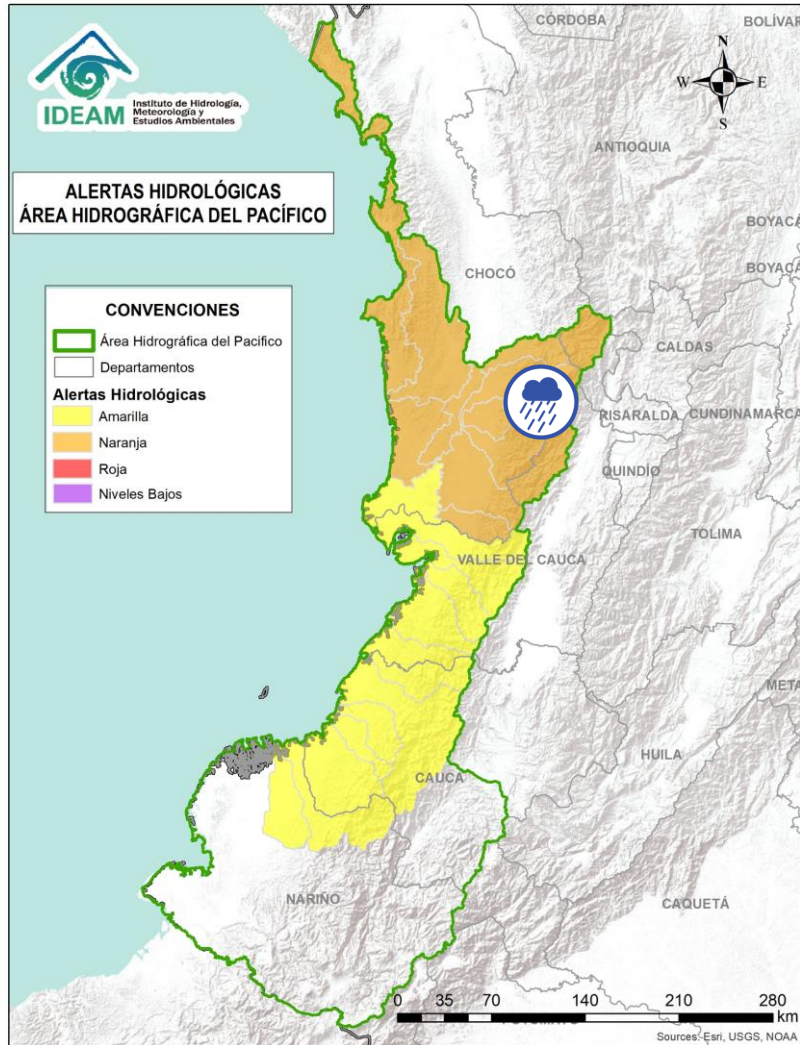 IDEAM
Instituto de Hidrología,
Meteorología y
Estudios Ambientales
ALERTAS HIDROLÓGICAS
ÁREA HIDROGRÁFICA DEL PACÍFICO
CONVENCIONES
Área Hidrográfica del Pacifico
Departamentos
Alertas Hidrológicas
Amarilla
Naranja
Roja
Niveles Bajos
CÓRDOBA
BOLÍVAR
N
W
E
S
ANTIOQUIA
BOYACÁ
CHOCÓ
BOYACÁ
CALDAS
RISARALDA
CUNDINAMARCA
QUINDÍO
TOLIMA
VALLE DEL CAUCA
META
HUILA
CAUCA
NARIÑO
CAQUETÁ
0 35 70 140 210 280
km
Sources: Esri, USGS, NOAA